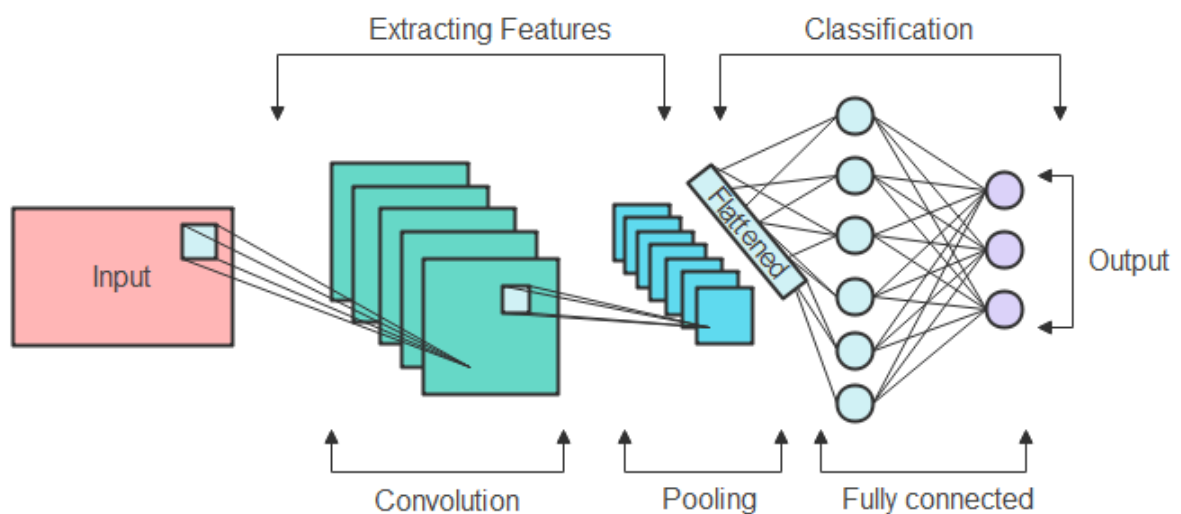 Extracting Features
Classification
Input
Flattened
Output
Convolution
Pooling
Fully connected